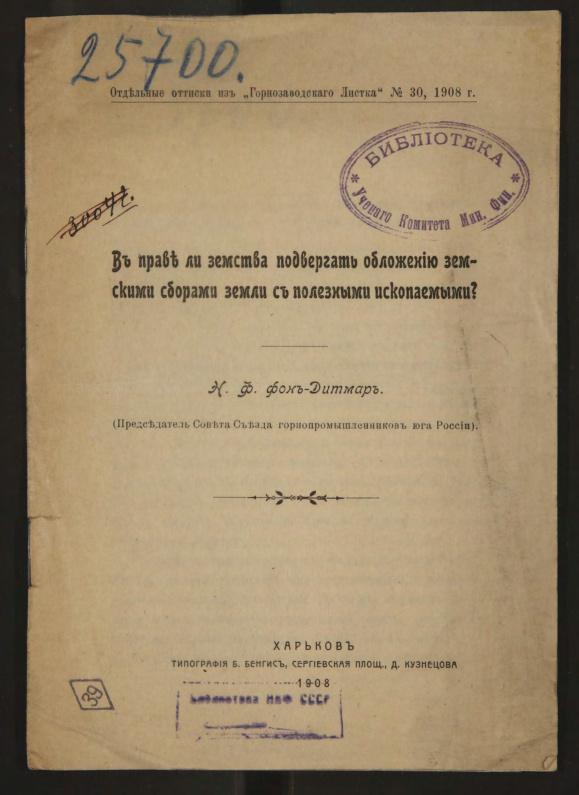 25700.
Отдѣльные оттиски изъ „Горнозаводскаго Листка“ № 30, 1908 г.
* БИБЛІОТЕКА *
Ученаго Комитета Мин. Фин.
30042.
Въ правѣ ли земства подвергать обложенію зем-
скими сборами земли съ полезными ископаемыми?
Н. Ф. фонъ-Дитмаръ.
(Предсѣдатель Совѣта Съѣзда горнопромышленниковъ юга Россіи).
ХАРЬКОВЪ
ТИПОГРАФІЯ Б. БЕНГИСЪ, СЕРГІЕВСКАЯ ПЛОЩ., Д. КУЗНЕЦОВА
1908
39
Библиотека НКФ СССР